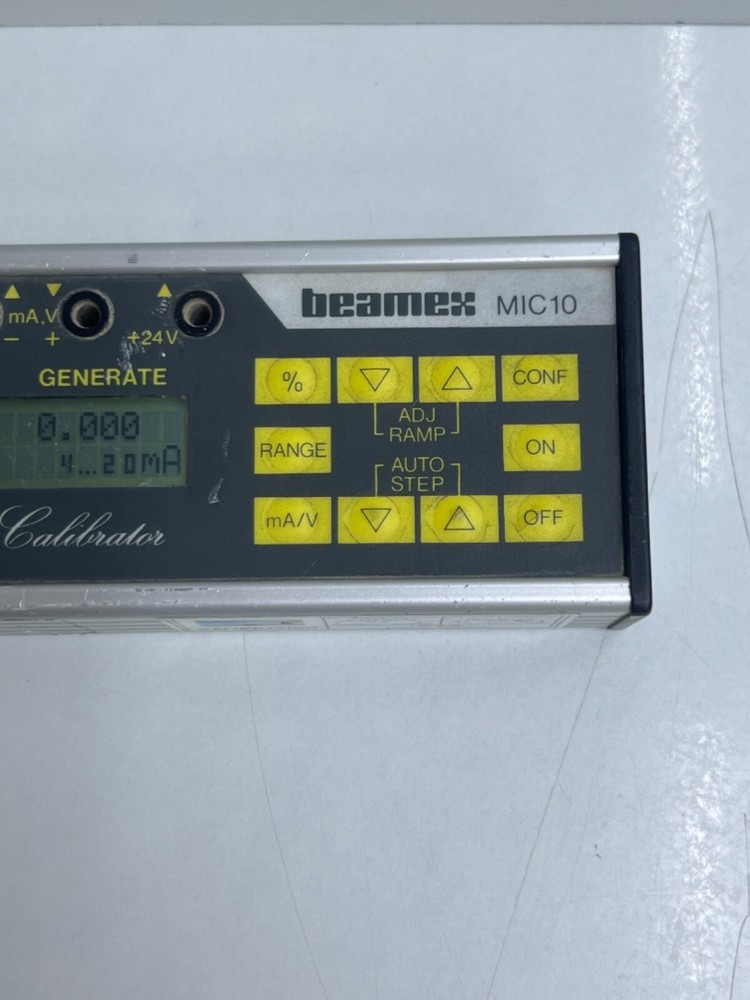 beamex MIC10
▲ ▼ ▲
mA,V
− + +24V
GENERATE
0.000
4...20mA
Calibrator
% ▽ △ CONF
ADJ
RAMP
RANGE ON
AUTO
STEP
mA/V ▽ △ OFF